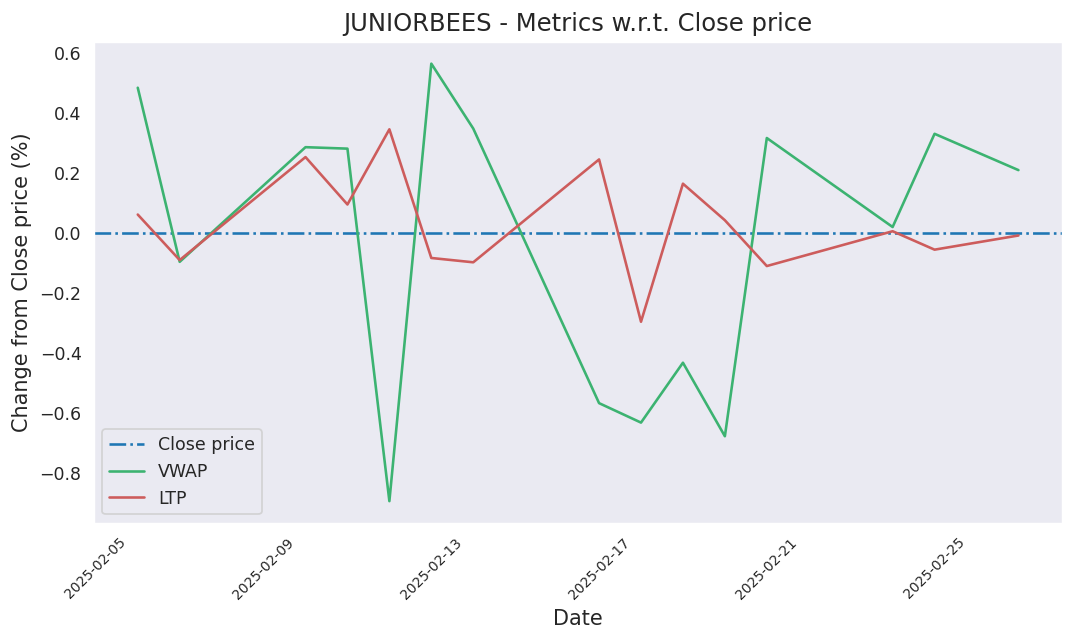 JUNIORBEES - Metrics w.r.t. Close price
Change from Close price (%)
0.6
0.4
0.2
0.0
−0.2
−0.4
−0.6
−0.8
Close price
VWAP
LTP
2025-02-05
2025-02-09
2025-02-13
2025-02-17
2025-02-21
2025-02-25
Date